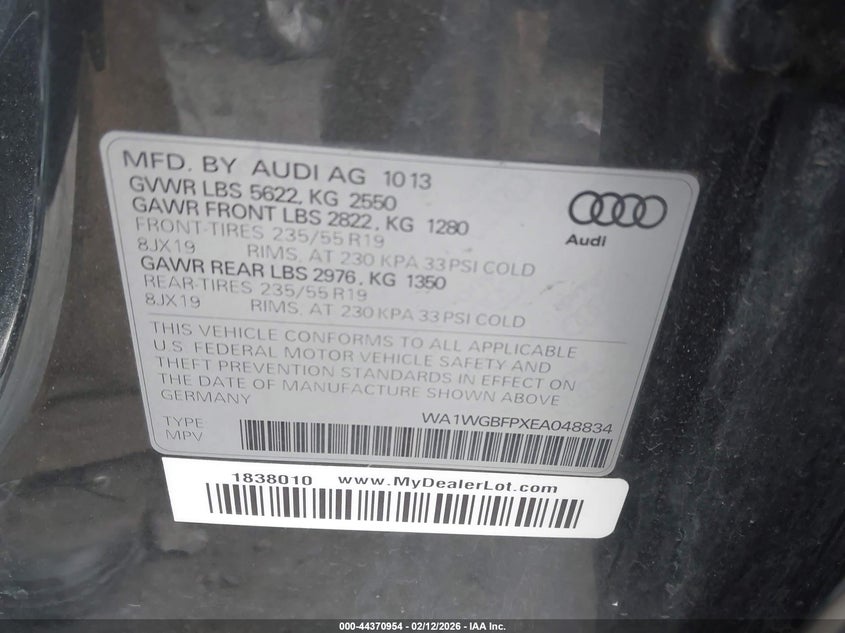 MFD. BY AUDI AG 10 13
GVWR LBS 5622, KG 2550
GAWR FRONT LBS 2822, KG 1280
FRONT-TIRES 235/55 R19
8JX19 RIMS, AT 230 KPA 33 PSI COLD
GAWR REAR LBS 2976, KG 1350
REAR-TIRES 235/55 R19
8JX19 RIMS, AT 230 KPA 33 PSI COLD
Audi
THIS VEHICLE CONFORMS TO ALL APPLICABLE
U.S. FEDERAL MOTOR VEHICLE SAFETY AND
THEFT PREVENTION STANDARDS IN EFFECT ON
THE DATE OF MANUFACTURE SHOWN ABOVE
GERMANY
TYPE WA1WGBFPXEA048834
MPV
1838010 www.MyDealerLot.com
000-44370954 - 02/12/2026 - IAA Inc.